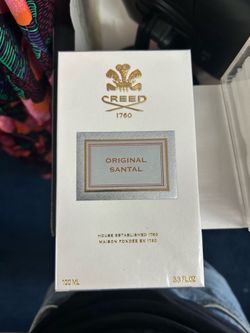 CREED
1760
ORIGINAL
SANTAL
HOUSE ESTABLISHED 1760
MAISON FONDÉE EN 1760
100 ML
3.3 FL.OZ